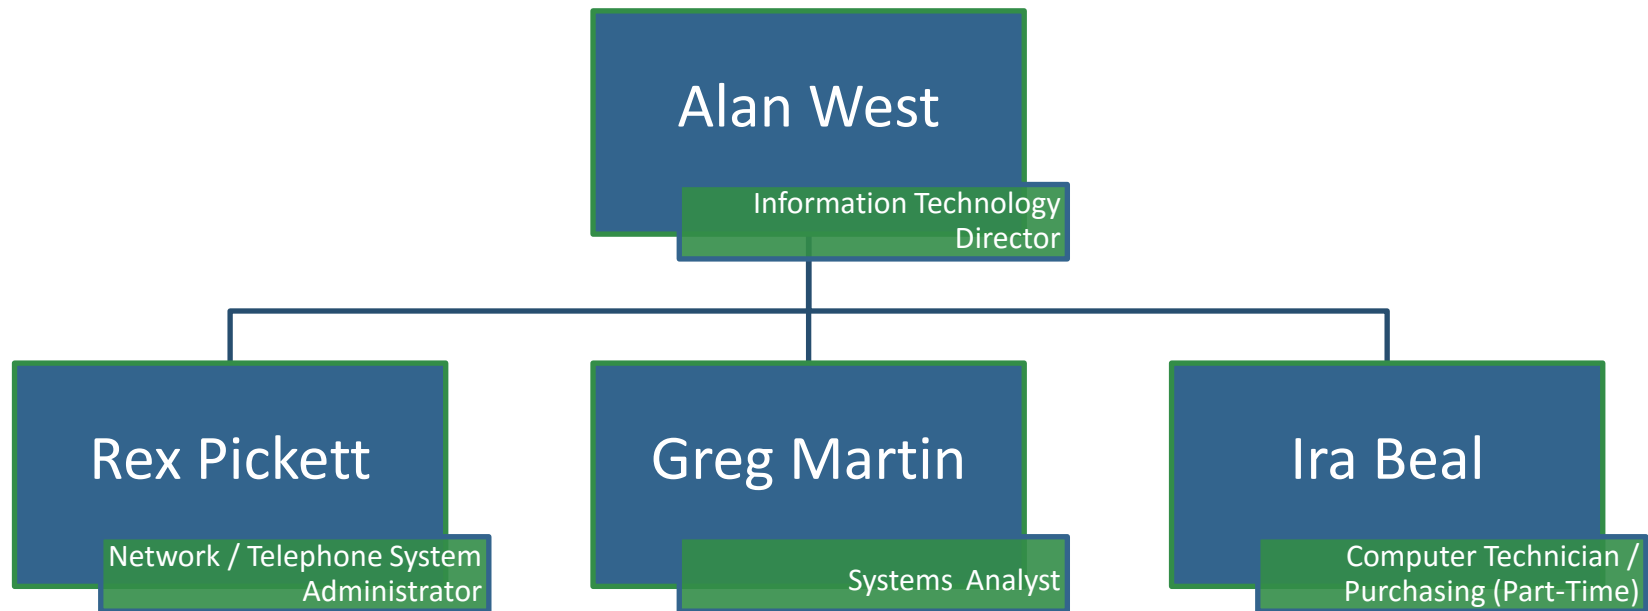 Alan West
Information Technology
Director
Rex Pickett
Network / Telephone System
Administrator
Greg Martin
Systems Analyst
Ira Beal
Computer Technician /
Purchasing (Part-Time)